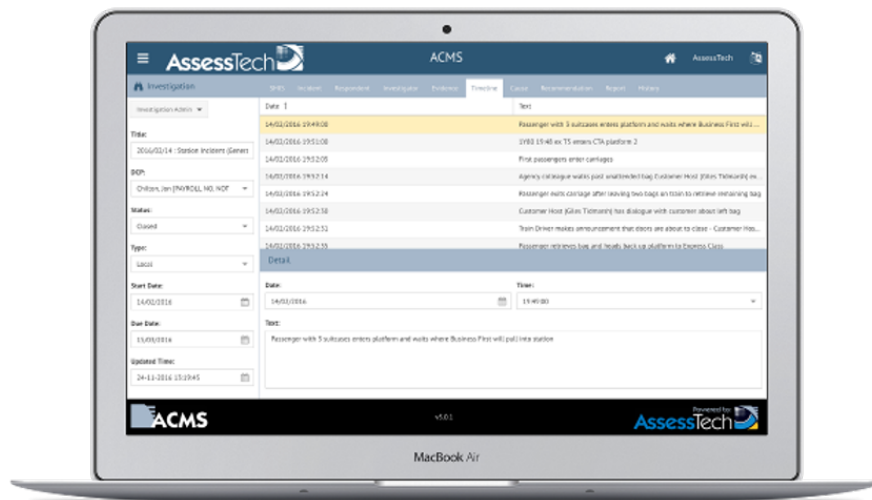 AssessTech
ACMS
AssessTech
Investigation
SMIS Incident Respondent Investigator Evidence Timeline Cause Recommendation Report History
Investigation Admin
Date
Text
14/02/2016 19:49:00
Passenger with 3 suitcases enters platform and waits where Business First will ...
14/02/2016 19:51:00
1Y80 19:48 ex T5 enters CTA platform 2
14/02/2016 19:52:05
First passengers enter carriages
14/02/2016 19:52:14
Agency colleague walks past unattended bag Customer Host (Giles Tidmarsh) ex...
14/02/2016 19:52:24
Passenger exits carriage after leaving two bags on train to retrieve remaining bag
14/02/2016 19:52:30
Customer Host (Giles Tidmarsh) has dialogue with customer about left bag
14/02/2016 19:52:51
Train Driver makes announcement that doors are about to close - Customer Hos...
14/02/2016 19:52:55
Passenger retrieves bag and heads back up platform to Express Class
Title:
2016/02/14 : Station Incident (Generi
DCP:
[PAYROLL NO. NOT
Status:
Closed
Type:
Local
Start Date:
14/02/2016
Due Date:
13/03/2016
Updated Time:
24-11-2016 13:19:45
Detail
Date:
14/02/2016
Time:
19:49:00
Text:
Passenger with 3 suitcases enters platform and waits where Business First will pull into station
ACMS
v5.0.1
Powered by
AssessTech
MacBook Air